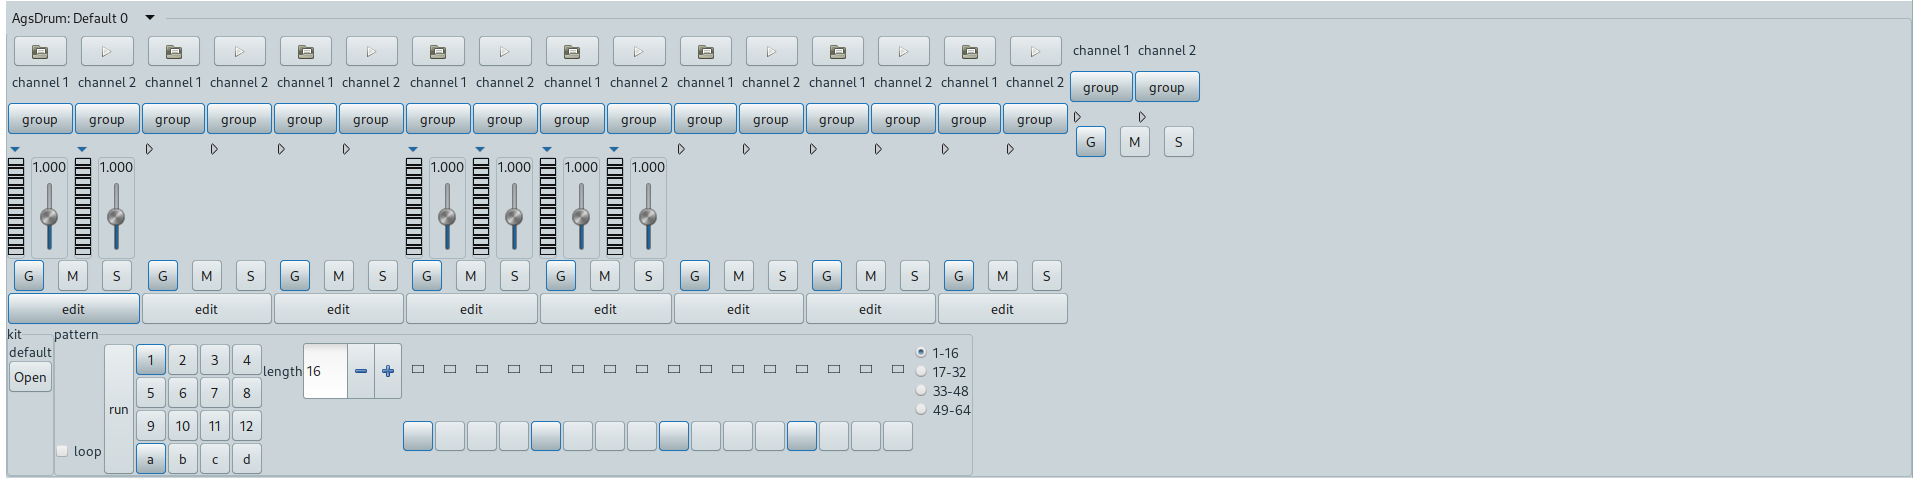 AgsDrum: Default 0
channel 1 channel 2
channel 1 channel 2 channel 1 channel 2 channel 1 channel 2 channel 1 channel 2 channel 1 channel 2 channel 1 channel 2 channel 1 channel 2 channel 1 channel 2
group group
group group group group group group group group group group group group group group group group
G M S
1.000 1.000 1.000 1.000 1.000 1.000
G M S G M S G M S G M S G M S G M S G M S G M S
edit edit edit edit edit edit edit edit
kit pattern
default
Open
run
loop
1 2 3 4
5 6 7 8
9 10 11 12
a b c d
length 16
1-16
17-32
33-48
49-64